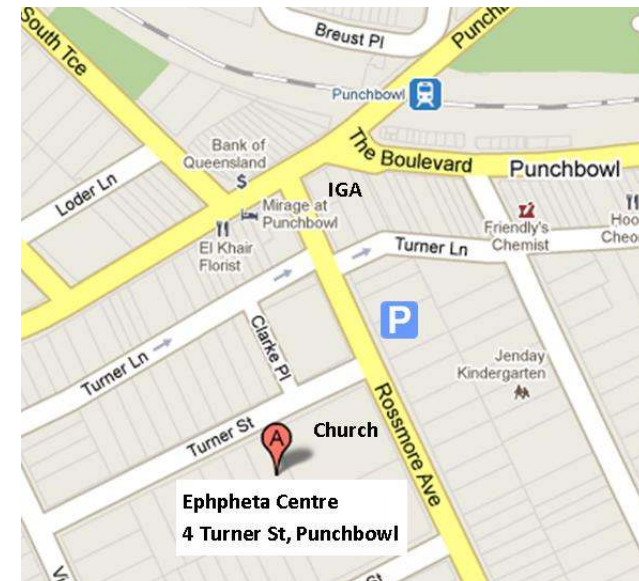 South Tce
Breust Pl
Punchbowl
Bank of
Queensland
$
Loder Ln
The Boulevard
Punchbowl
IGA
Mirage at
Punchbowl
El Khair
Florist
Friendly's
Chemist
Turner Ln
P
Clarke Pl
Turner Ln
Jenday
Kindergarten
Rossmore Ave
Turner St
A
Church
Ephpheta Centre
4 Turner St, Punchbowl
St